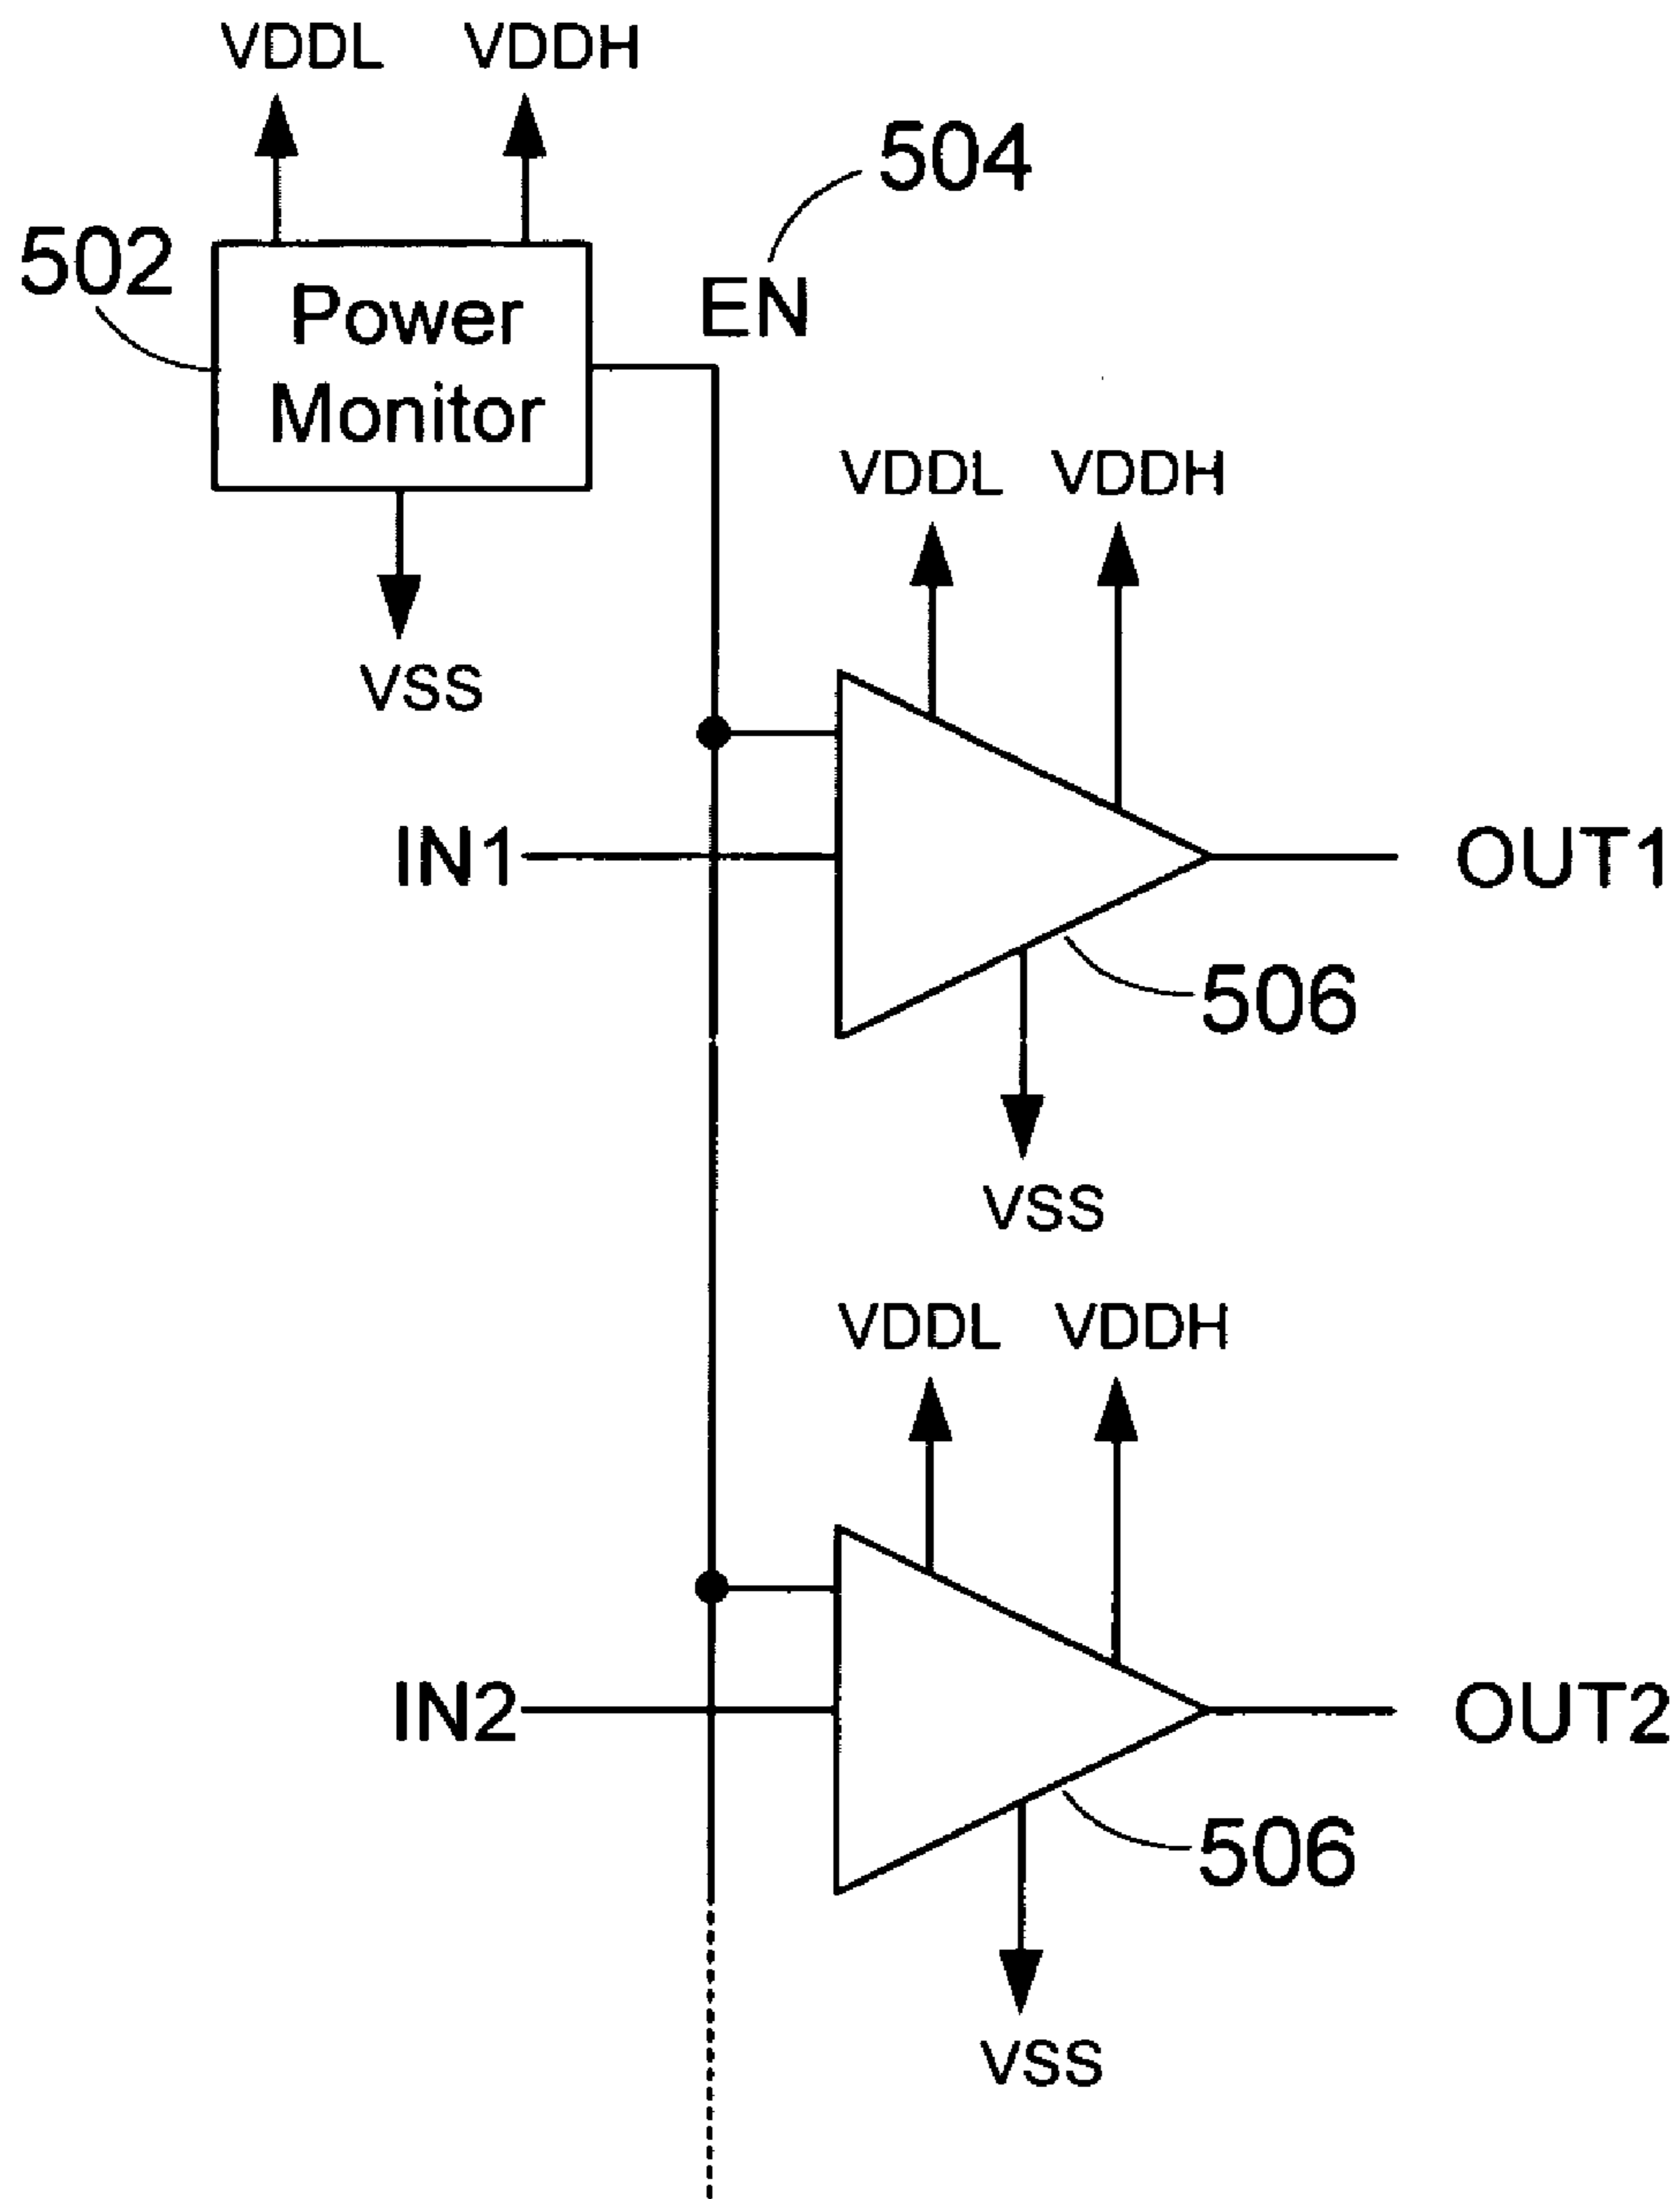 VDDL VDDH
504
502
EN
Power
Monitor
VDDL VDDH
VSS
IN1
OUT1
506
VSS
VDDL VDDH
IN2
OUT2
506
VSS